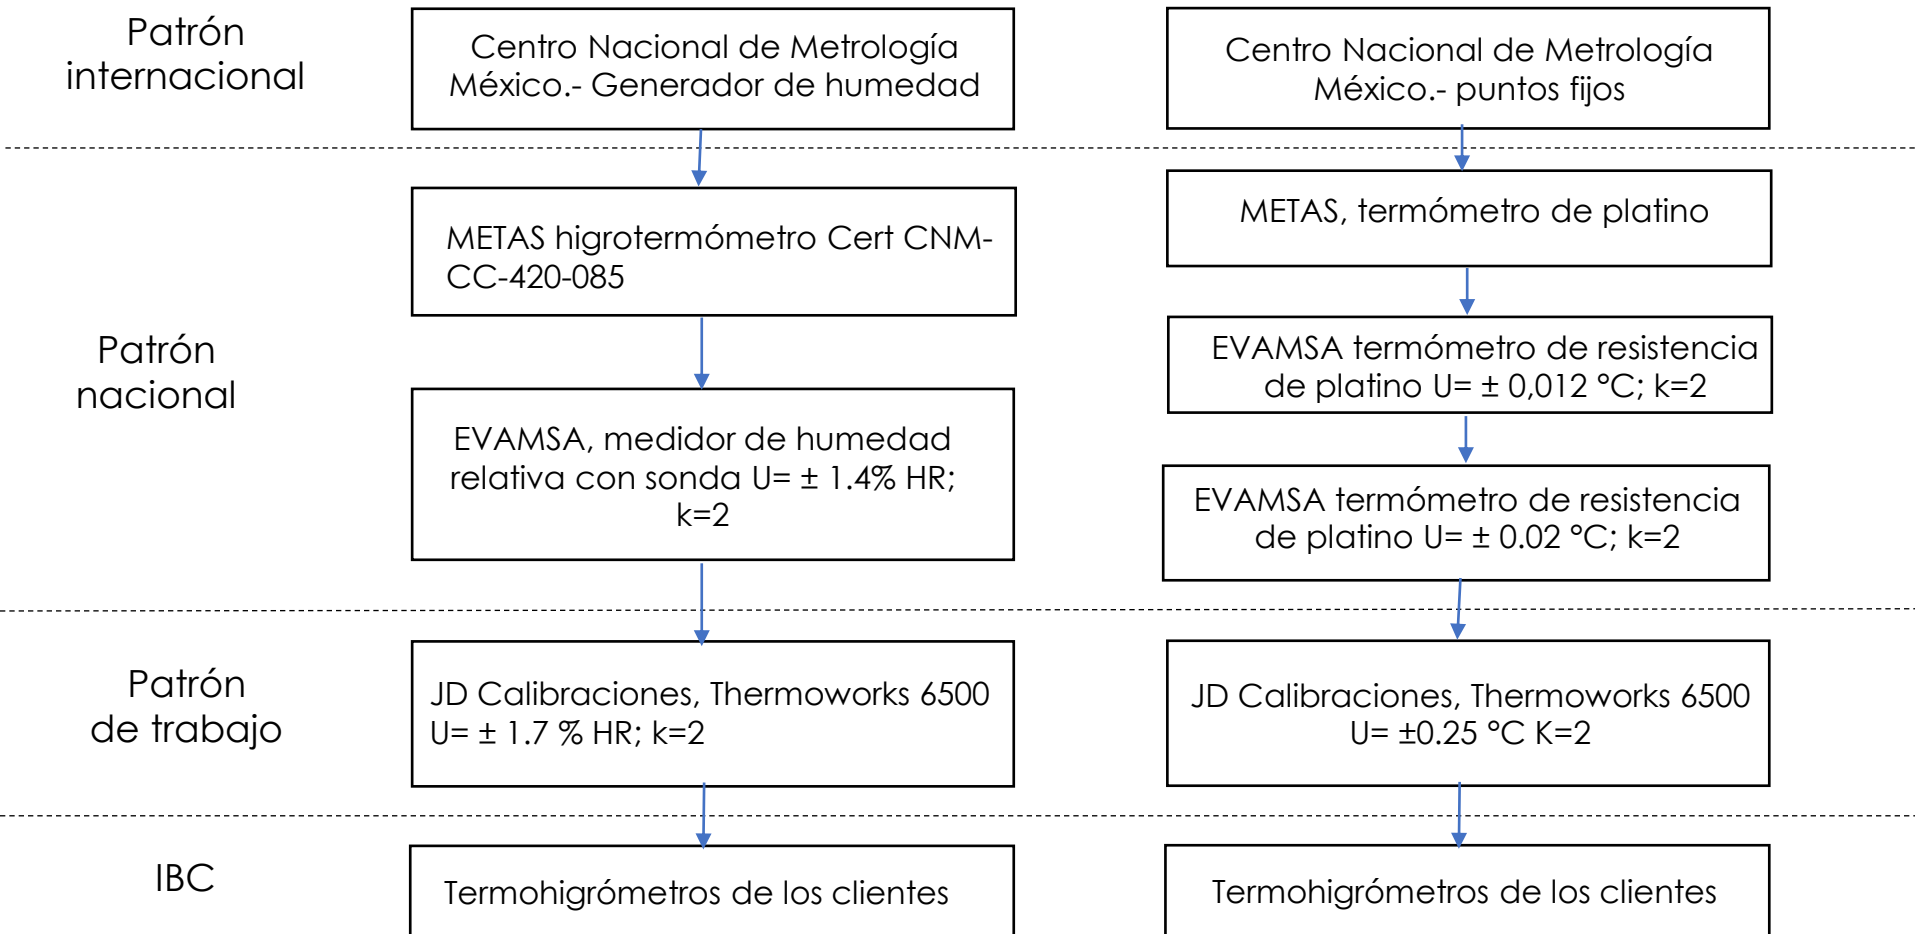 Patrón
internacional
Centro Nacional de Metrología
México.- Generador de humedad
Centro Nacional de Metrología
México.- puntos fijos
Patrón
nacional
METAS higrotermómetro Cert CNM-
CC-420-085
METAS, termómetro de platino
EVAMSA termómetro de resistencia
de platino U= ± 0,012 °C; k=2
EVAMSA, medidor de humedad
relativa con sonda U= ± 1.4% HR;
k=2
EVAMSA termómetro de resistencia
de platino U= ± 0.02 °C; k=2
Patrón
de trabajo
JD Calibraciones, Thermoworks 6500
U= ± 1.7 % HR; k=2
JD Calibraciones, Thermoworks 6500
U= ±0.25 °C K=2
IBC
Termohigrómetros de los clientes
Termohigrómetros de los clientes